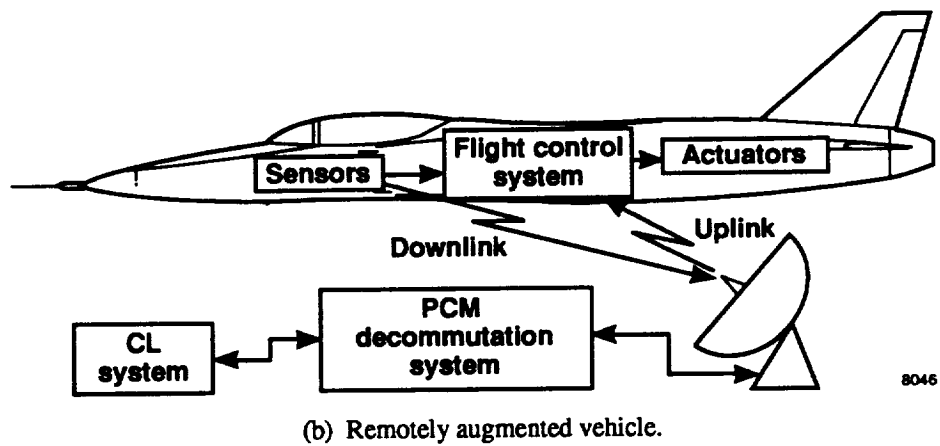 Sensors
Flight control
system
Actuators
Downlink
Uplink
CL
system
PCM
decommutation
system
8046
(b) Remotely augmented vehicle.